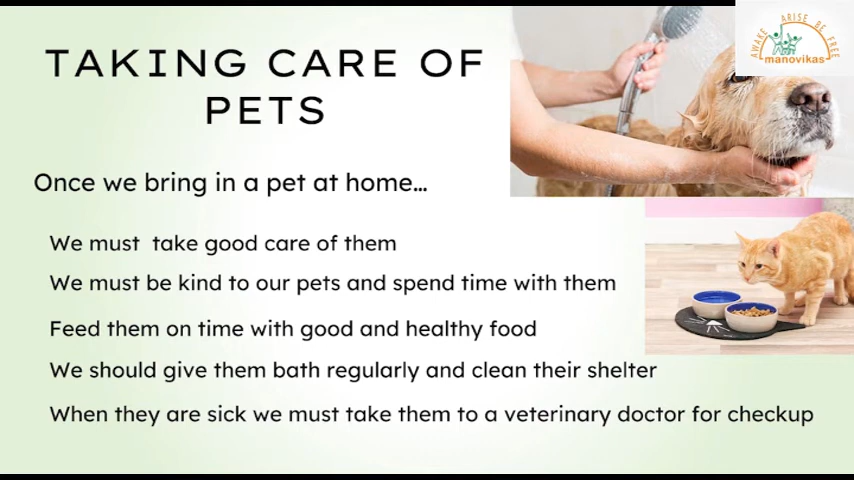 TAKING CARE OF
PETS
Once we bring in a pet at home...
We must take good care of them
We must be kind to our pets and spend time with them
Feed them on time with good and healthy food
We should give them bath regularly and clean their shelter
When they are sick we must take them to a veterinary doctor for checkup
AWAKE ARISE BE FREE
manovikas